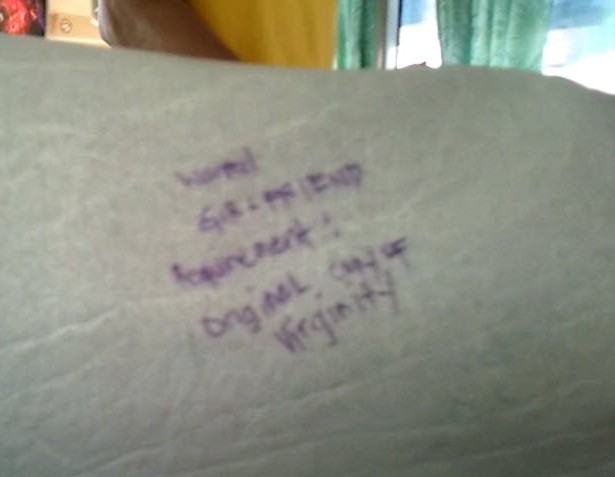 Wanted
GIRLFRIEND
Requirement :
Original copy of
Virginity